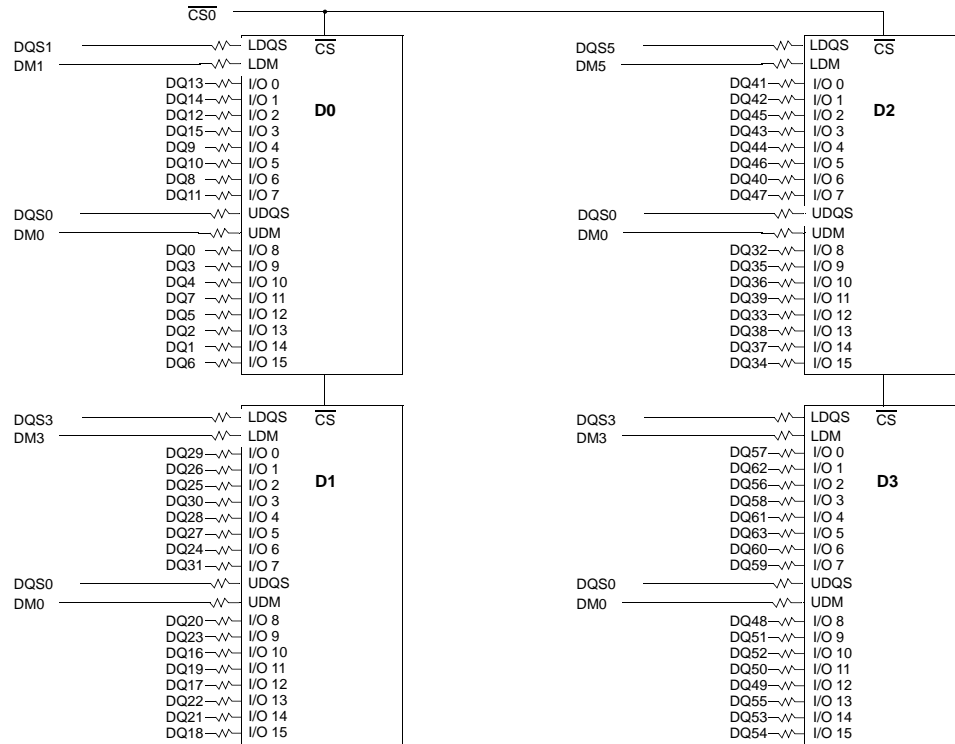 CS0
DQS1 LDQS CS
DM1 LDM
DQ13 I/O 0
DQ14 I/O 1
DQ12 I/O 2
D0
DQ15 I/O 3
DQ9 I/O 4
DQ10 I/O 5
DQ8 I/O 6
DQ11 I/O 7
DQS0 UDQS
DM0 UDM
DQ0 I/O 8
DQ3 I/O 9
DQ4 I/O 10
DQ7 I/O 11
DQ5 I/O 12
DQ2 I/O 13
DQ1 I/O 14
DQ6 I/O 15
DQS3 LDQS CS
DM3 LDM
DQ29 I/O 0
DQ26 I/O 1
DQ25 I/O 2
D1
DQ30 I/O 3
DQ28 I/O 4
DQ27 I/O 5
DQ24 I/O 6
DQ31 I/O 7
DQS0 UDQS
DM0 UDM
DQ20 I/O 8
DQ23 I/O 9
DQ16 I/O 10
DQ19 I/O 11
DQ17 I/O 12
DQ22 I/O 13
DQ21 I/O 14
DQ18 I/O 15
DQS5 LDQS CS
DM5 LDM
DQ41 I/O 0
DQ42 I/O 1
DQ45 I/O 2
D2
DQ43 I/O 3
DQ44 I/O 4
DQ46 I/O 5
DQ40 I/O 6
DQ47 I/O 7
DQS0 UDQS
DM0 UDM
DQ32 I/O 8
DQ35 I/O 9
DQ36 I/O 10
DQ39 I/O 11
DQ33 I/O 12
DQ38 I/O 13
DQ37 I/O 14
DQ34 I/O 15
DQS3 LDQS CS
DM3 LDM
DQ57 I/O 0
DQ62 I/O 1
DQ56 I/O 2
D3
DQ58 I/O 3
DQ61 I/O 4
DQ63 I/O 5
DQ60 I/O 6
DQ59 I/O 7
DQS0 UDQS
DM0 UDM
DQ48 I/O 8
DQ51 I/O 9
DQ52 I/O 10
DQ50 I/O 11
DQ49 I/O 12
DQ55 I/O 13
DQ53 I/O 14
DQ54 I/O 15